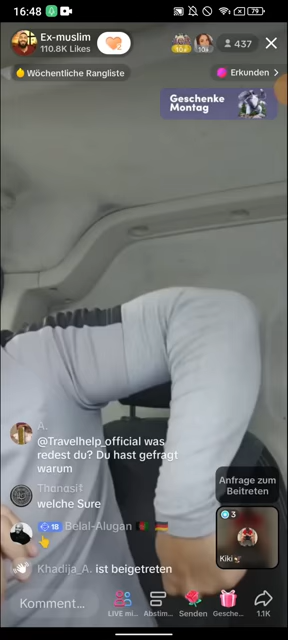 16:48
79
Ex-muslim
110.8K Likes
437
Wöchentliche Rangliste
Erkunden
Geschenke
Montag
A.
@Travelhelp_official was
redest du? Du hast gefragt
warum
Thanasit
welche Sure
18 Belal-Alugan
Khadija_A. ist beigetreten
Anfrage zum
Beitreten
3
Kiki
Komment...
LIVE mi...
Abstim...
Senden
Gesche...
1.1K